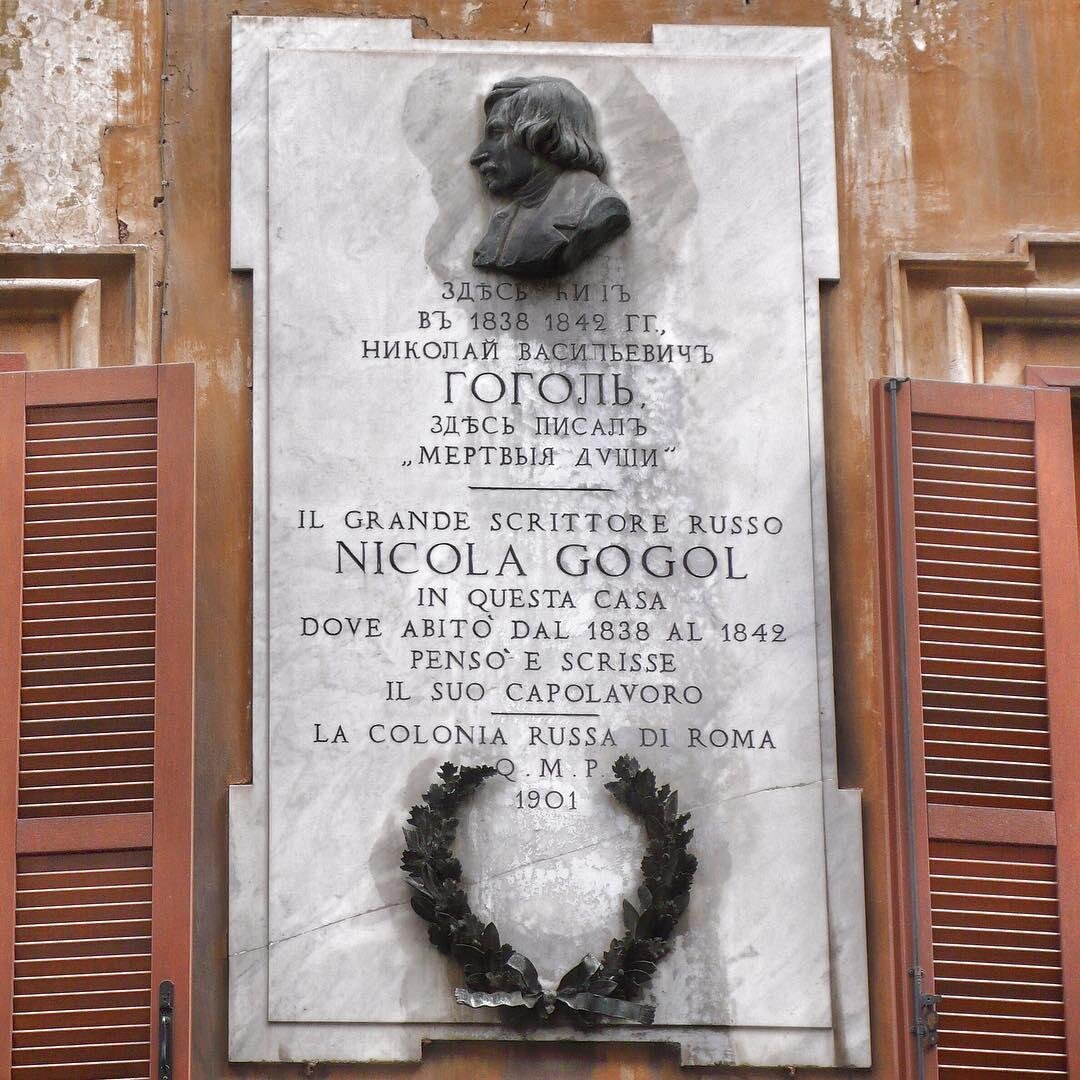 ЗДѢСЬ
ВЪ 1838 1842 ГГ.,
НИКОЛАЙ ВАСИЛЬЕВИЧЪ
ГОГОЛЬ,
ЗДѢСЬ ПИСАЛЪ
„МЕРТВЫЯ ДУШИ“
IL GRANDE SCRITTORE RUSSO
NICOLA GOGOL
IN QUESTA CASA
DOVE ABITÒ DAL 1838 AL 1842
PENSÒ E SCRISSE
IL SUO CAPOLAVORO
LA COLONIA RUSSA DI ROMA
Q.M.P.
1901